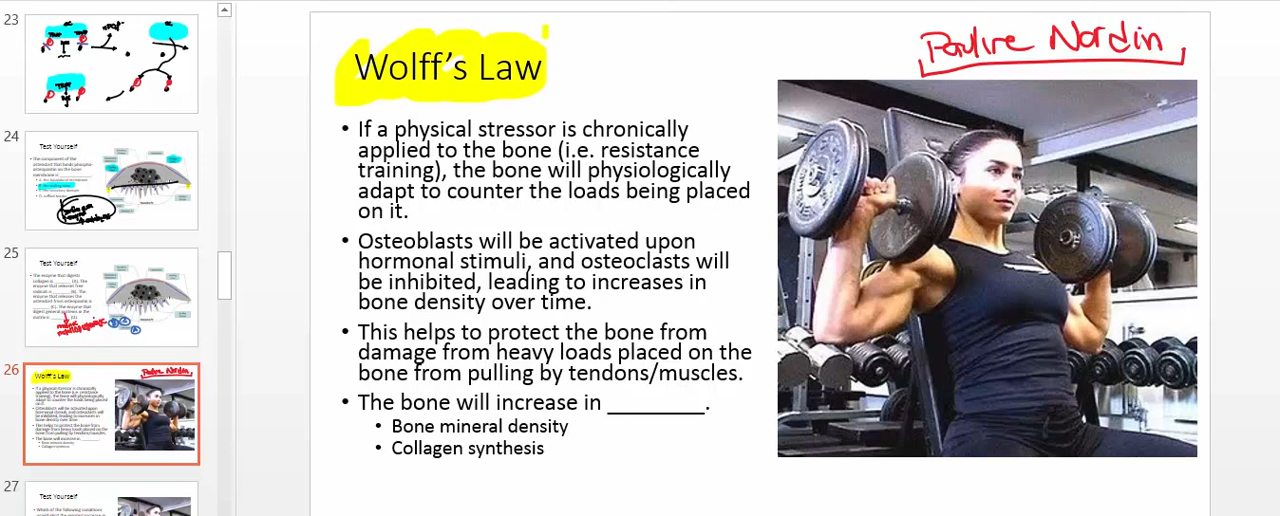 23
24
Test Yourself
25
Test Yourself
26
Wolff's Law
27
Test Yourself
Wolff's Law
Pauline Nordin
• If a physical stressor is chronically
applied to the bone (i.e. resistance
training), the bone will physiologically
adapt to counter the loads being placed
on it.
• Osteoblasts will be activated upon
hormonal stimuli, and osteoclasts will
be inhibited, leading to increases in
bone density over time.
• This helps to protect the bone from
damage from heavy loads placed on the
bone from pulling by tendons/muscles.
• The bone will increase in _________.
• Bone mineral density
• Collagen synthesis